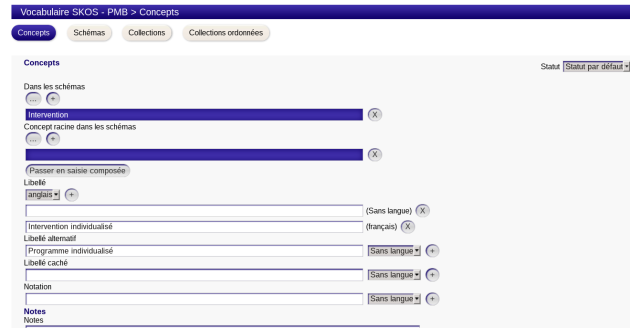 Vocabulaire SKOS - PMB > Concepts
Concepts Schémas Collections Collections ordonnées
Concepts
Statut Statut par défaut
Dans les schémas
... +
Intervention X
Concept racine dans les schémas
... +
X
Passer en saisie composée
Libellé
anglais +
(Sans langue) X
Intervention individualisé (français) X
Libellé alternatif
Programme individualisé Sans langue +
Libellé caché
Sans langue +
Notation
Sans langue +
Notes
Notes